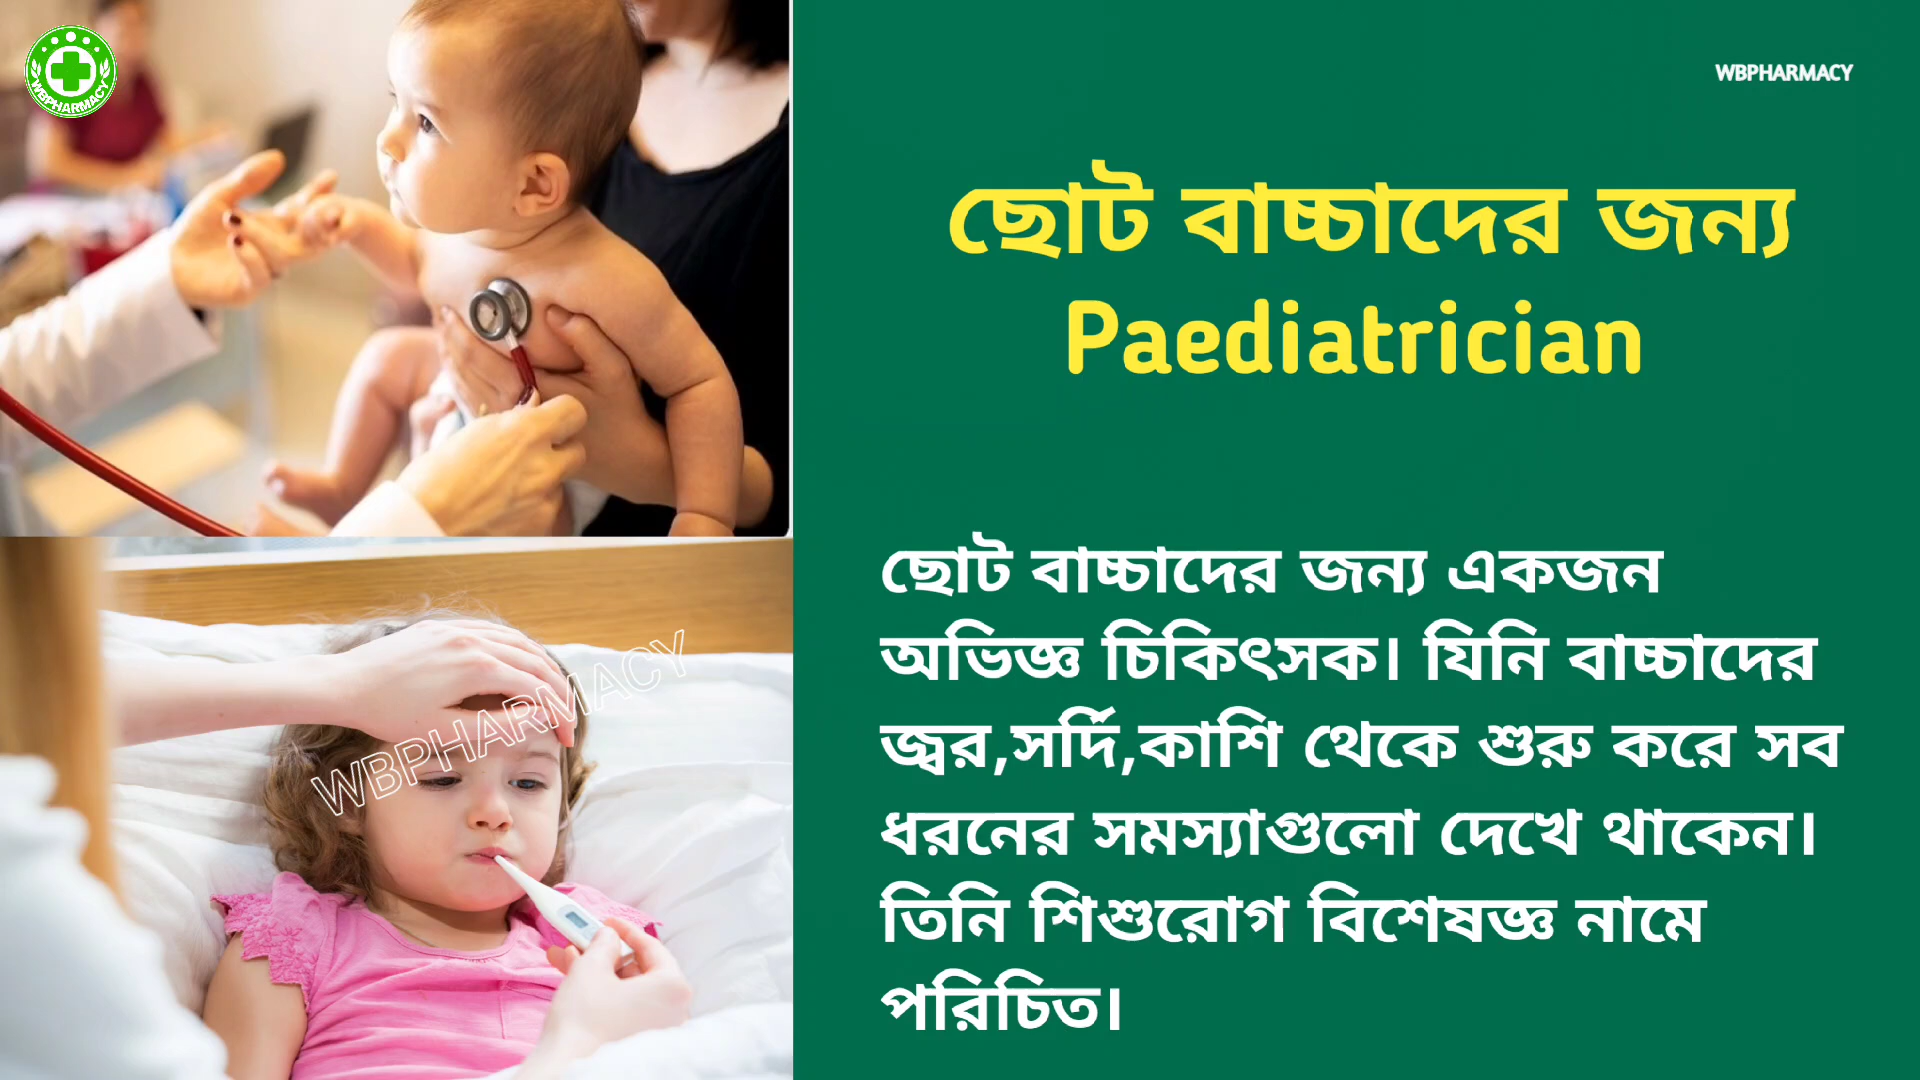 WBPHARMACY
WBPHARMACY
ছোট বাচ্চাদের জন্য
Paediatrician
ছোট বাচ্চাদের জন্য একজন
অভিজ্ঞ চিকিৎসক। যিনি বাচ্চাদের
জ্বর,সর্দি,কাশি থেকে শুরু করে সব
ধরনের সমস্যাগুলো দেখে থাকেন।
তিনি শিশুরোগ বিশেষজ্ঞ নামে
পরিচিত।
WBPHARMACY